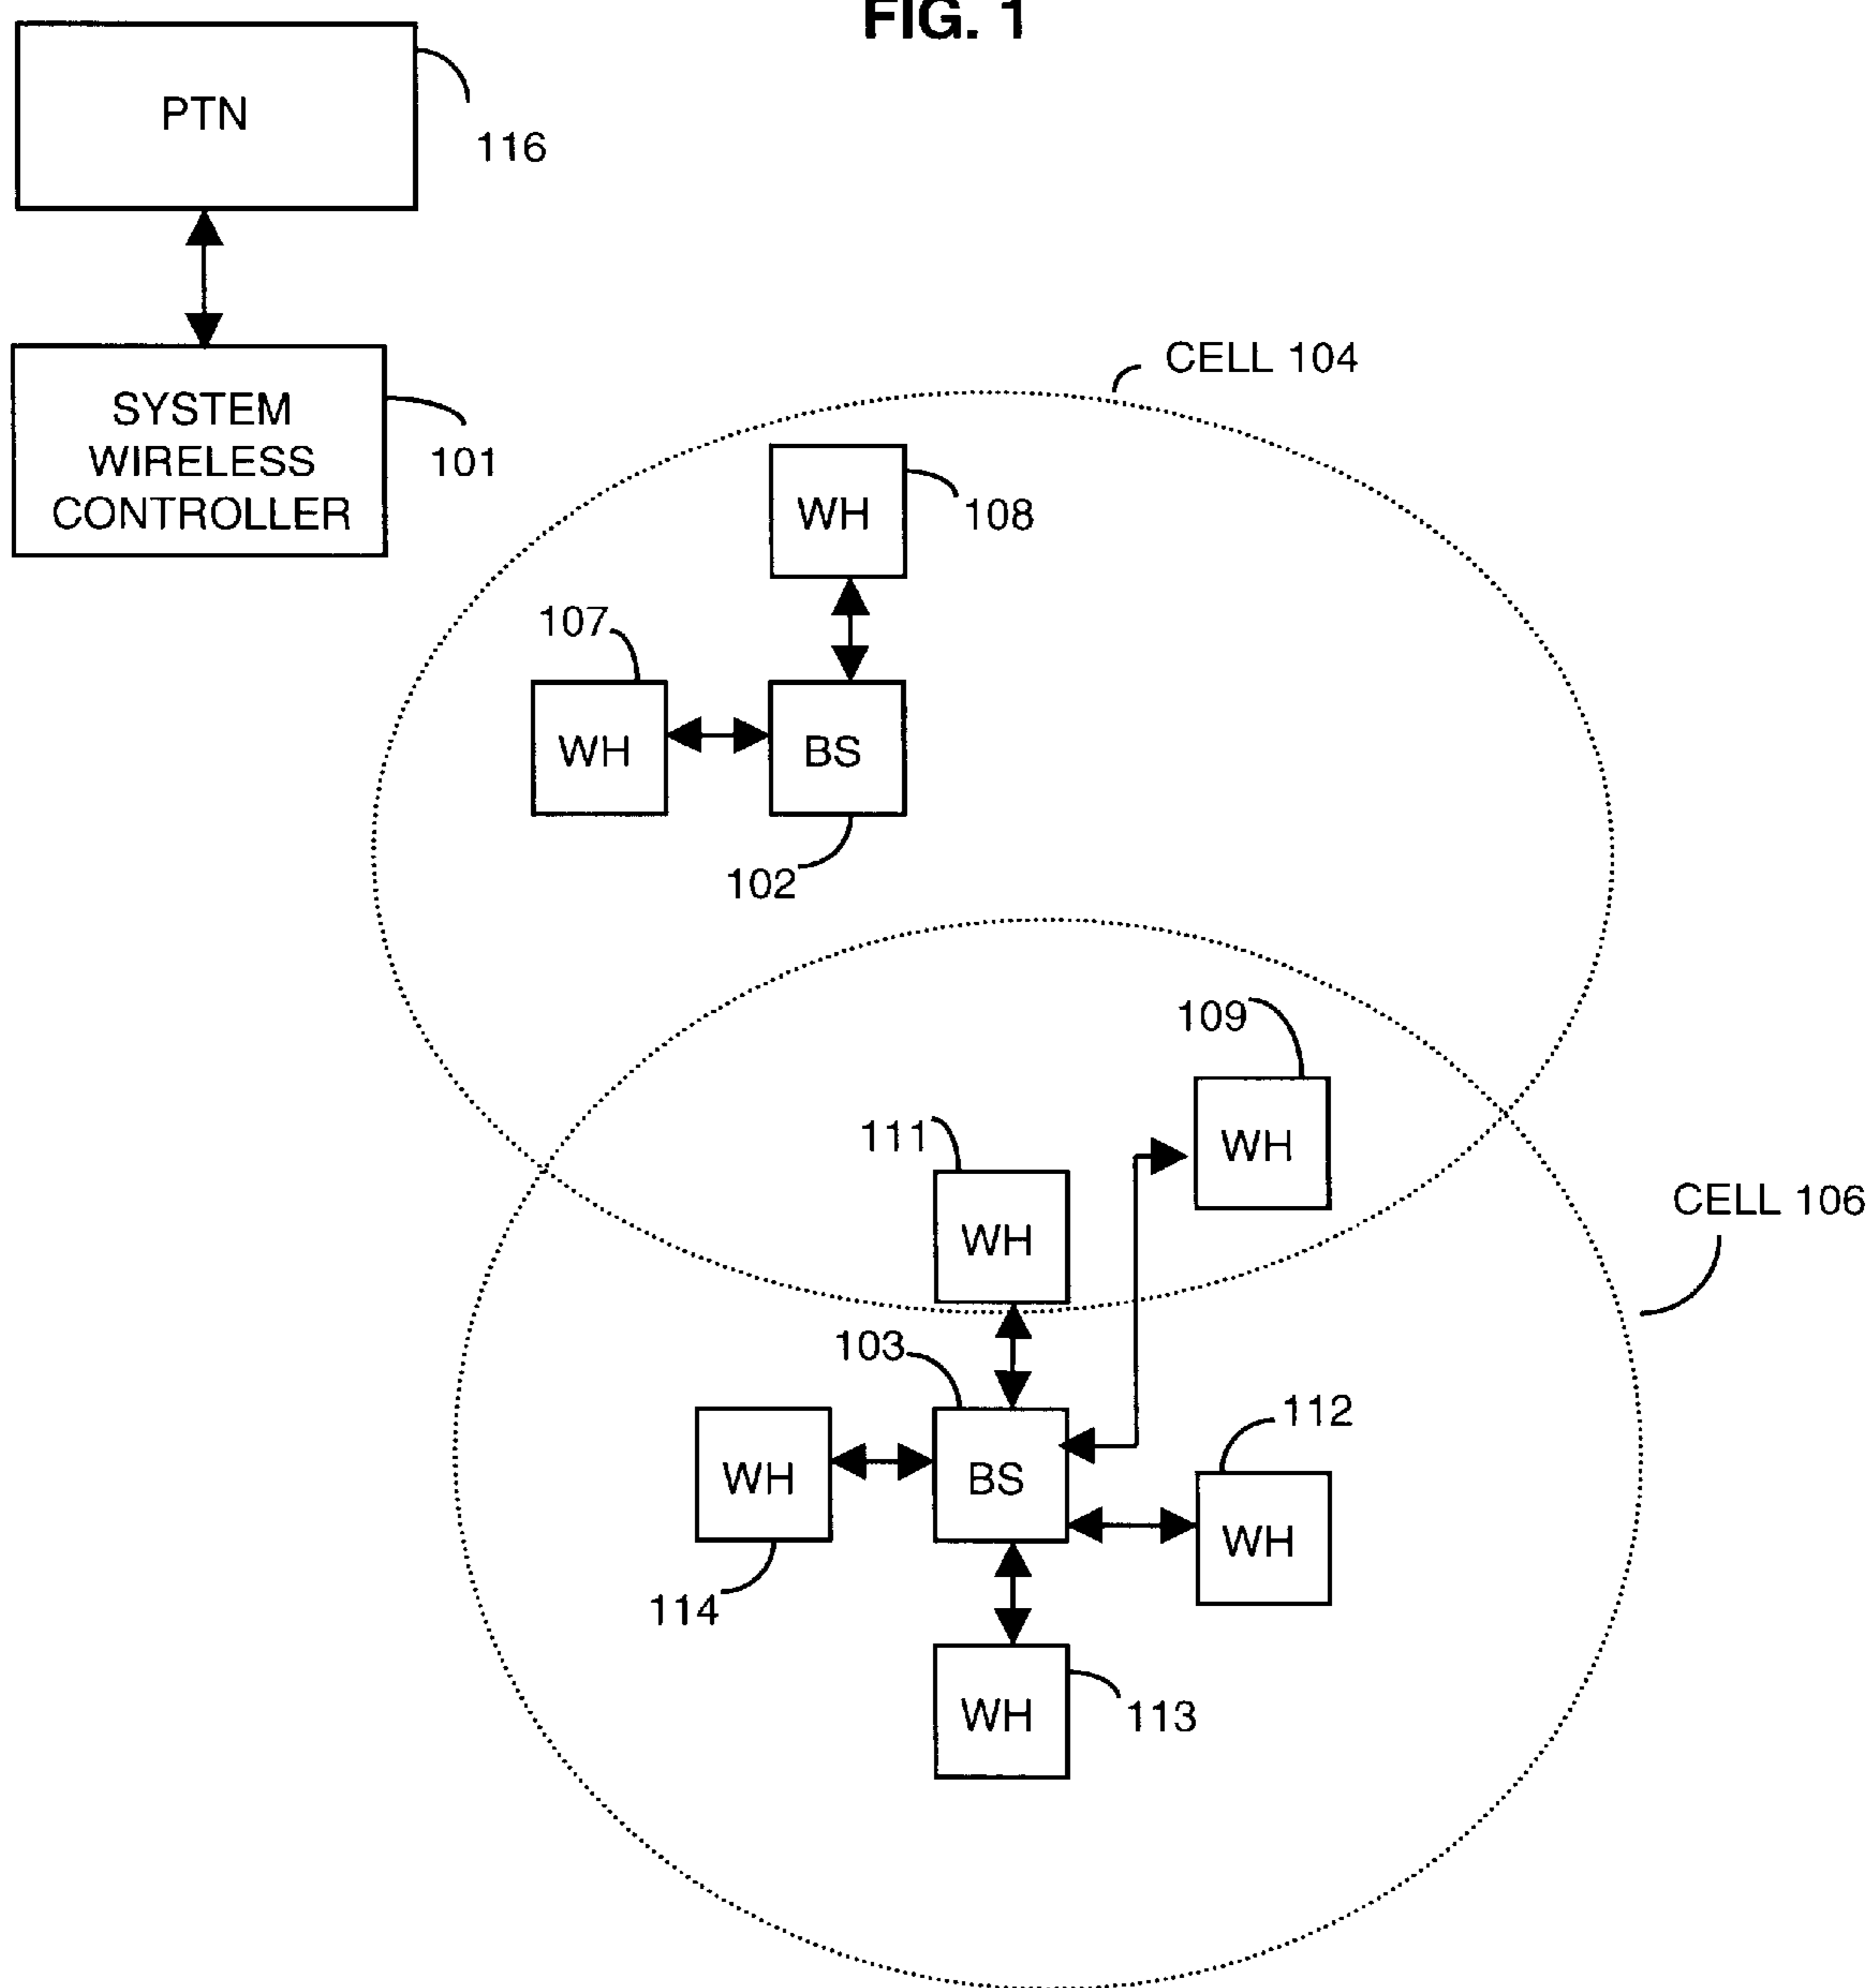 FIG. 1
PTN
116
SYSTEM
WIRELESS
CONTROLLER
101
CELL 104
WH
108
107
WH
BS
102
109
WH
111
WH
CELL 106
103
BS
112
WH
WH
114
WH
113